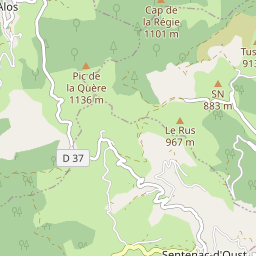 Alos
Cap de
la Régie
1101 m
Pic de
la Quère
1136 m
Tus
913
SN
883 m
Le Rus
967 m
D 37
Sentenac-d'Oust